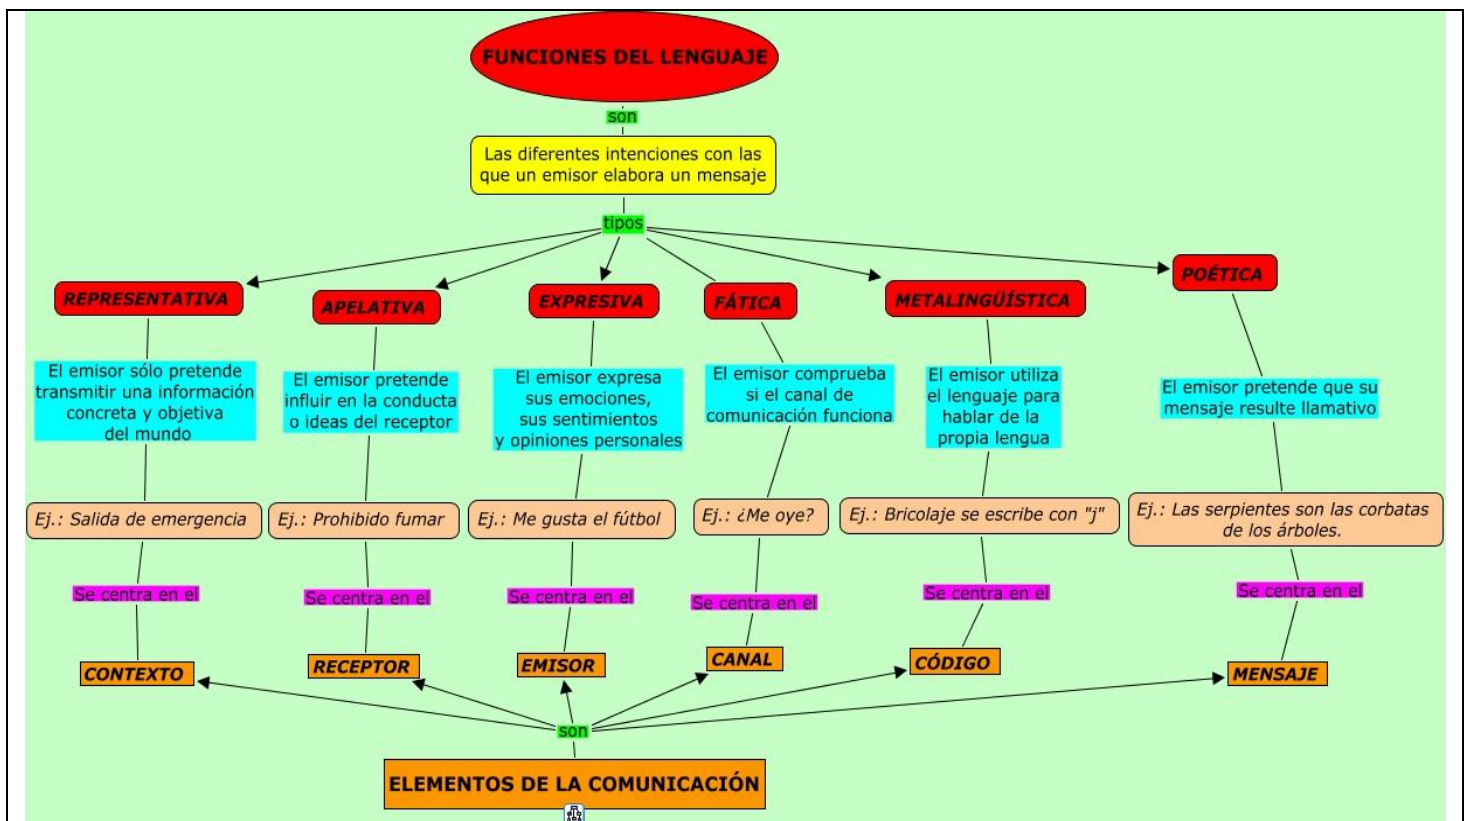 FUNCIONES DEL LENGUAJE
son
Las diferentes intenciones con las
que un emisor elabora un mensaje
tipos
REPRESENTATIVA
El emisor sólo pretende
transmitir una información
concreta y objetiva
del mundo
Ej.: Salida de emergencia
Se centra en el
CONTEXTO
APELATIVA
El emisor pretende
influir en la conducta
o ideas del receptor
Ej.: Prohibido fumar
Se centra en el
RECEPTOR
EXPRESIVA
El emisor expresa
sus emociones,
sus sentimientos
y opiniones personales
Ej.: Me gusta el fútbol
Se centra en el
EMISOR
FÁTICA
El emisor comprueba
si el canal de
comunicación funciona
Ej.: ¿Me oye?
Se centra en el
CANAL
METALINGÜÍSTICA
El emisor utiliza
el lenguaje para
hablar de la
propia lengua
Ej.: Bricolaje se escribe con "j"
Se centra en el
CÓDIGO
POÉTICA
El emisor pretende que su
mensaje resulte llamativo
Ej.: Las serpientes son las corbatas
de los árboles.
Se centra en el
MENSAJE
son
ELEMENTOS DE LA COMUNICACIÓN